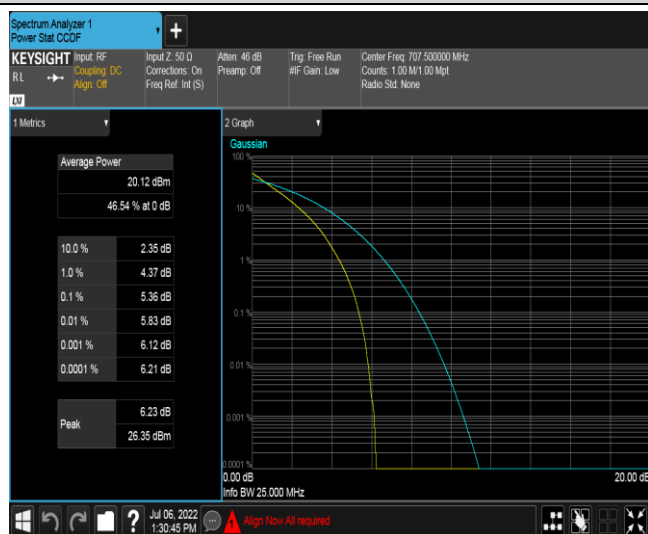 Spectrum Analyzer 1
Power Stat CCDF
KEYSIGHT
RL
LXI
Input: RF
Coupling: DC
Align: Off
Input Z: 50 Ω
Corrections: On
Freq Ref: Int (S)
Atten: 46 dB
Preamp: Off
Trig: Free Run
#IF Gain: Low
Center Freq: 707.500000 MHz
Counts: 1.00 M/1.00 Mpt
Radio Std: None
1 Metrics
Average Power
20.12 dBm
46.54 % at 0 dB
10.0 % 2.35 dB
1.0 % 4.37 dB
0.1 % 5.36 dB
0.01 % 5.83 dB
0.001 % 6.12 dB
0.0001 % 6.21 dB
Peak
6.23 dB
26.35 dBm
2 Graph
Gaussian
100 %
10 %
1 %
0.1 %
0.01 %
0.001 %
0.0001 %
0.00 dB
20.00 dB
Info BW 25.000 MHz
?
Jul 06, 2022
1:30:45 PM
Align Now All required